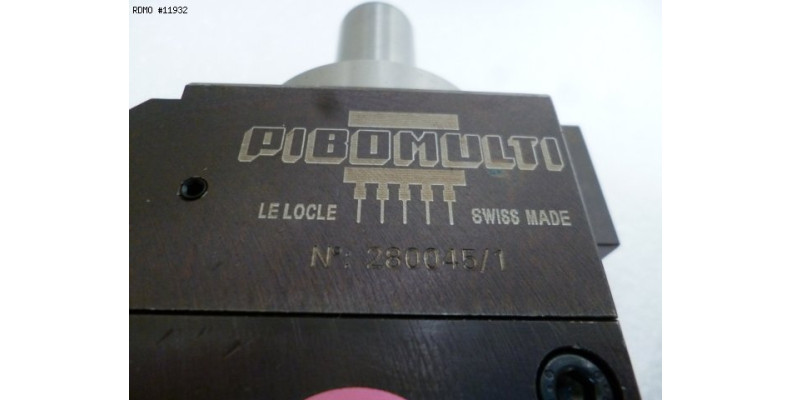 RDMO #11932
PIBOMULTI
LE LOCLE SWISS MADE
N°: 280045/1